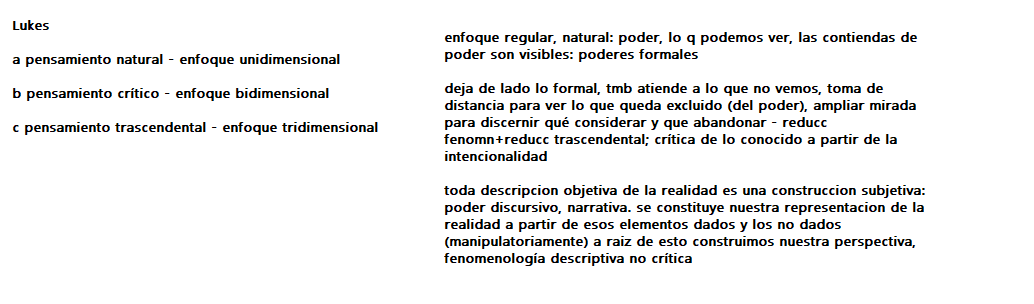 Lukes
a pensamiento natural - enfoque unidimensional
b pensamiento crítico - enfoque bidimensional
c pensamiento trascendental - enfoque tridimensional
enfoque regular, natural: poder, lo q podemos ver, las contiendas de
poder son visibles: poderes formales
deja de lado lo formal, tmb atiende a lo que no vemos, toma de
distancia para ver lo que queda excluido (del poder), ampliar mirada
para discernir qué considerar y que abandonar - reducc
fenomn+reducc trascendental; crítica de lo conocido a partir de la
intencionalidad
toda descripcion objetiva de la realidad es una construccion subjetiva:
poder discursivo, narrativa. se constituye nuestra representacion de la
realidad a partir de esos elementos dados y los no dados
(manipulatoriamente) a raiz de esto construimos nuestra perspectiva,
fenomenología descriptiva no crítica